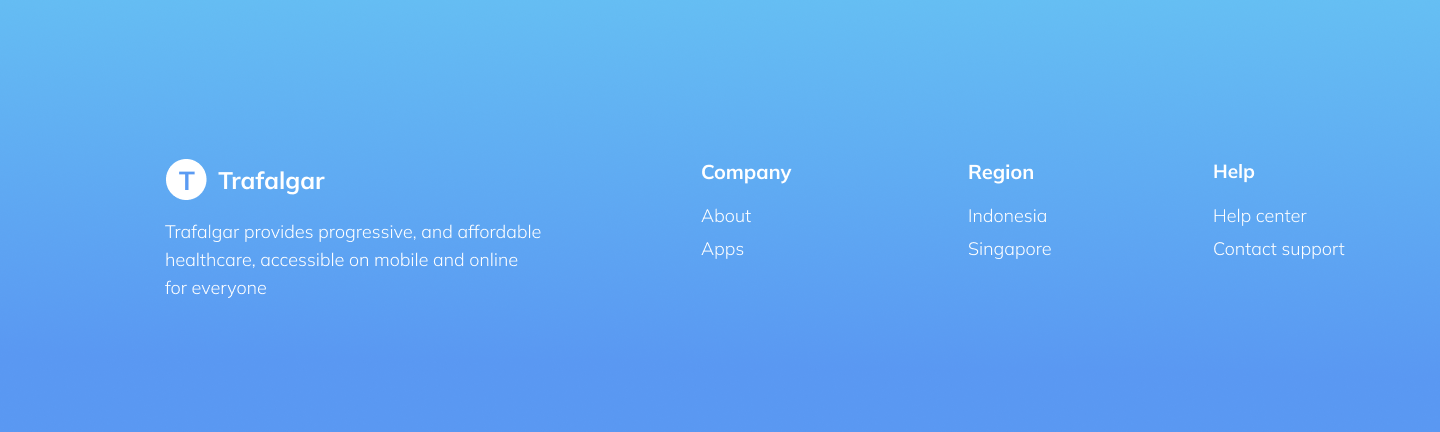 T Trafalgar
Trafalgar provides progressive, and affordable
healthcare, accessible on mobile and online
for everyone
Company
About
Apps
Region
Indonesia
Singapore
Help
Help center
Contact support